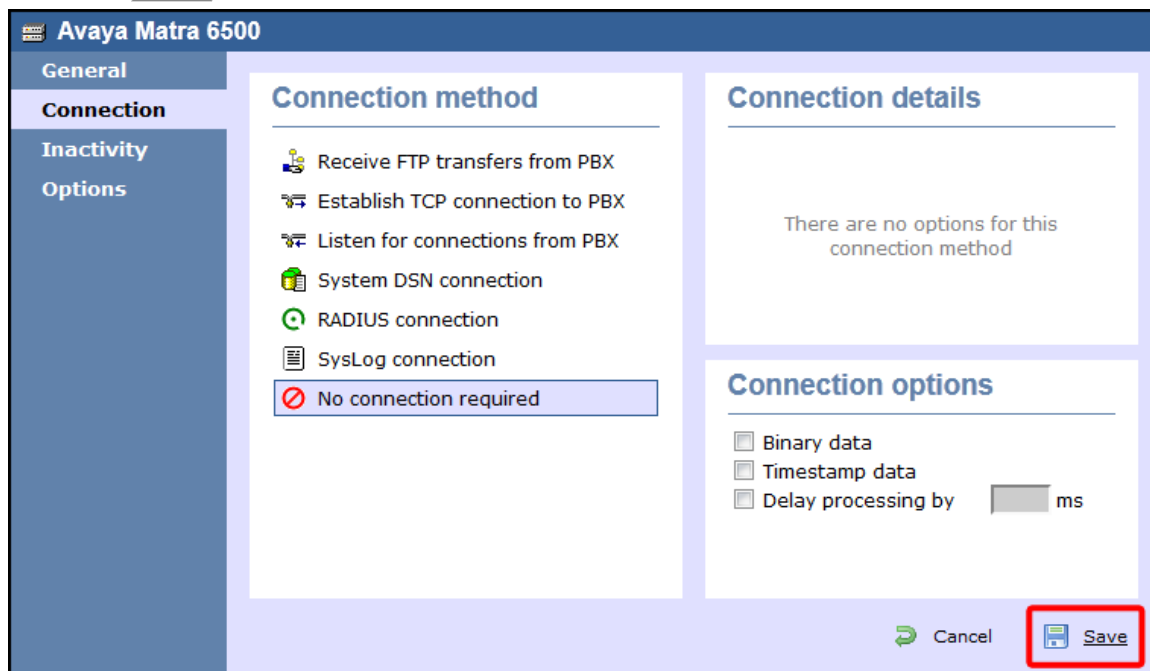 Avaya Matra 6500
General
Connection
Inactivity
Options
Connection method
Receive FTP transfers from PBX
Establish TCP connection to PBX
Listen for connections from PBX
System DSN connection
RADIUS connection
SysLog connection
No connection required
Connection details
There are no options for this
connection method
Connection options
Binary data
Timestamp data
Delay processing by ms
Cancel
Save